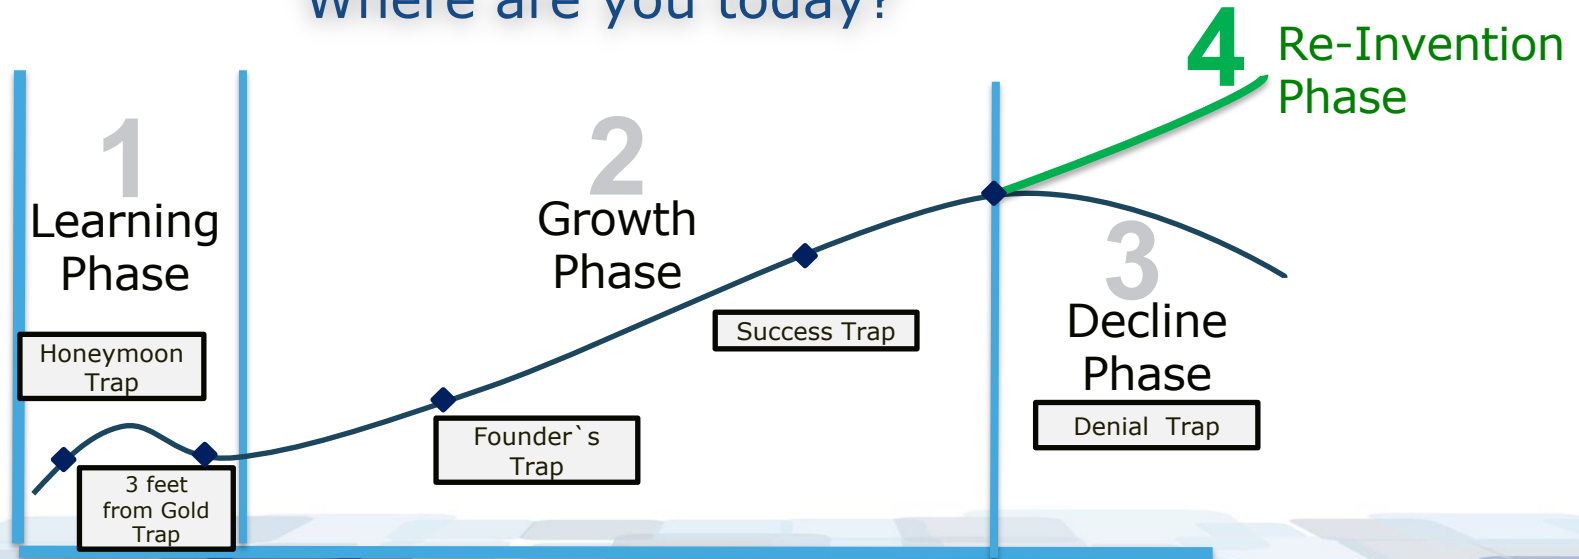 Where are you today?
4
Re-Invention
Phase
1
Learning
Phase
2
Growth
Phase
3
Decline
Phase
Honeymoon
Trap
3 feet
from Gold
Trap
Founder`s
Trap
Success Trap
Denial  Trap